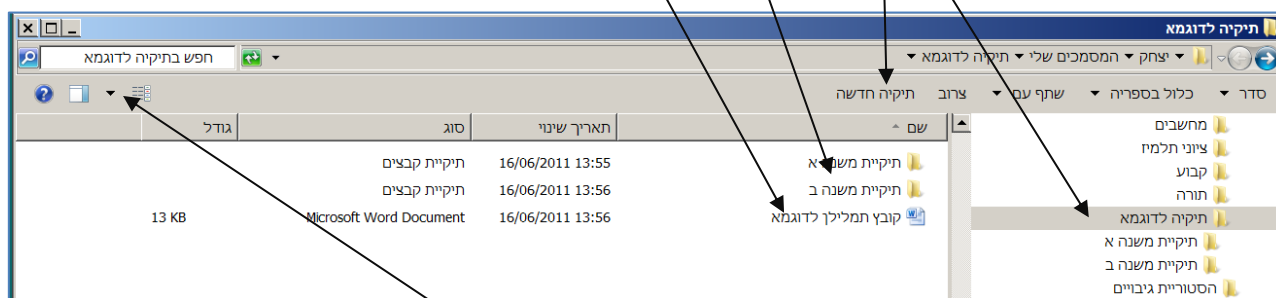 תיקיה לדוגמא
יצחק המסמכים שלי תיקיה לדוגמא
חפש בתיקיה לדוגמא
סדר כלול בספריה שתף עם צרוב תיקיה חדשה
מחשבים
ציוני תלמיז
קבוע
תורה
תיקיה לדוגמא
תיקיית משנה א
תיקיית משנה ב
הסטוריית גיבויים
שם תאריך שינוי סוג גודל
תיקיית משנה א 16/06/2011 13:55 תיקיית קבצים
תיקיית משנה ב 16/06/2011 13:56 תיקיית קבצים
קובץ תמלילן לדוגמא 16/06/2011 13:56 Microsoft Word Document 13 KB